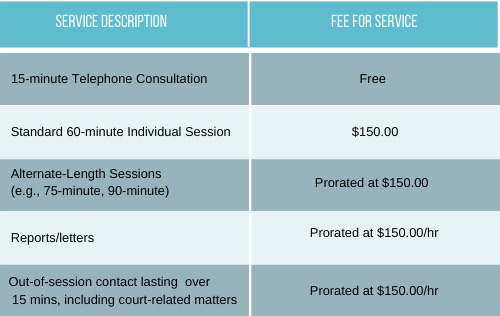 SERVICE DESCRIPTION FEE FOR SERVICE
15-minute Telephone Consultation Free
Standard 60-minute Individual Session $150.00
Alternate-Length Sessions
(e.g., 75-minute, 90-minute) Prorated at $150.00
Reports/letters Prorated at $150.00/hr
Out-of-session contact lasting over
15 mins, including court-related matters Prorated at $150.00/hr